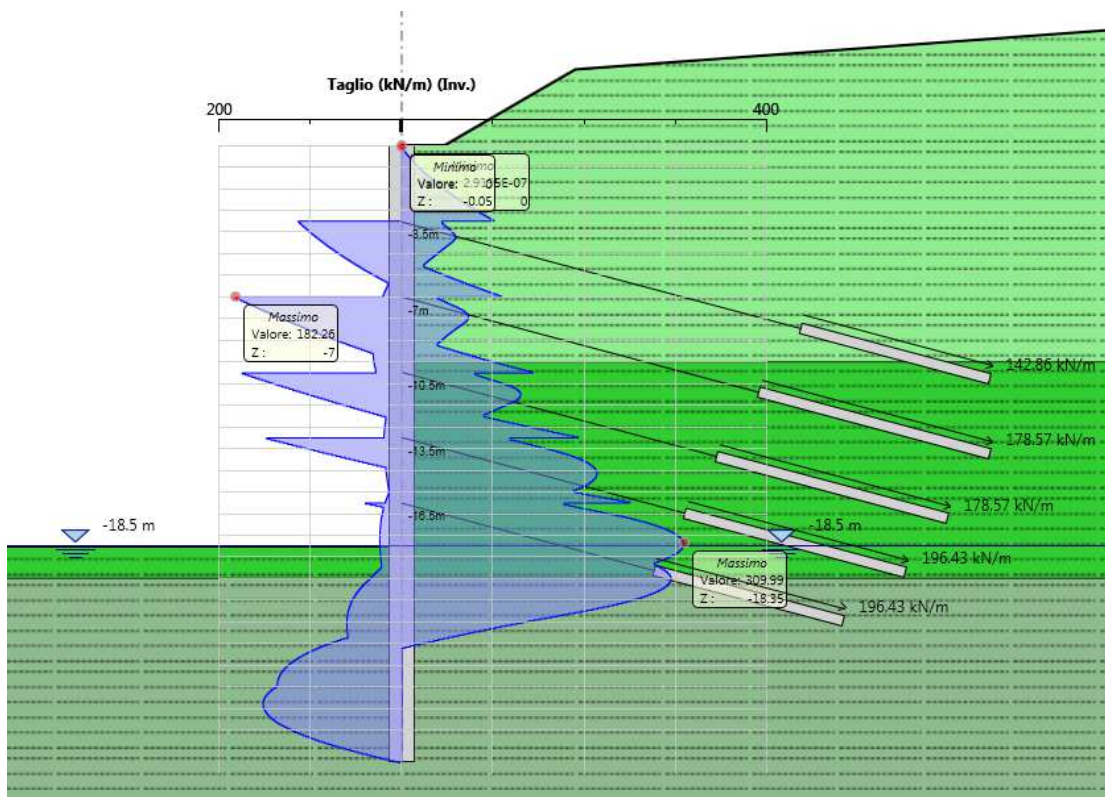 Taglio (kN/m) (Inv.)
200
400
Minimo
Valore:
Z :
-0.05
0
-3.5m
-7m
Massimo
Valore: 182.26
Z : -7
142.86 kN/m
-10.5m
178.57 kN/m
-13.5m
178.57 kN/m
-16.5m
-18.5 m
-18.5 m
196.43 kN/m
Massimo
Valore: 309.99
Z : -18.35
196.43 kN/m